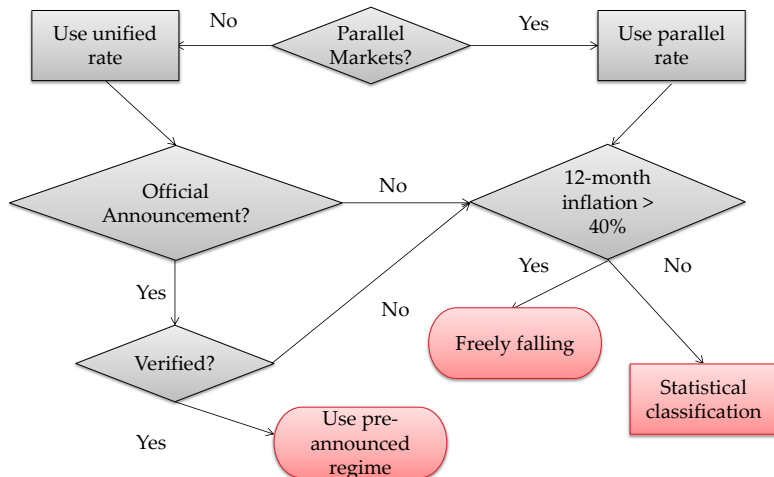 No
Yes
Use unified
rate
Parallel
Markets?
Use parallel
rate
Official
Announcement?
No
12-month
inflation >
40%
Yes
No
Yes
No
Verified?
Freely falling
Statistical
classification
Yes
Use pre-
announced
regime